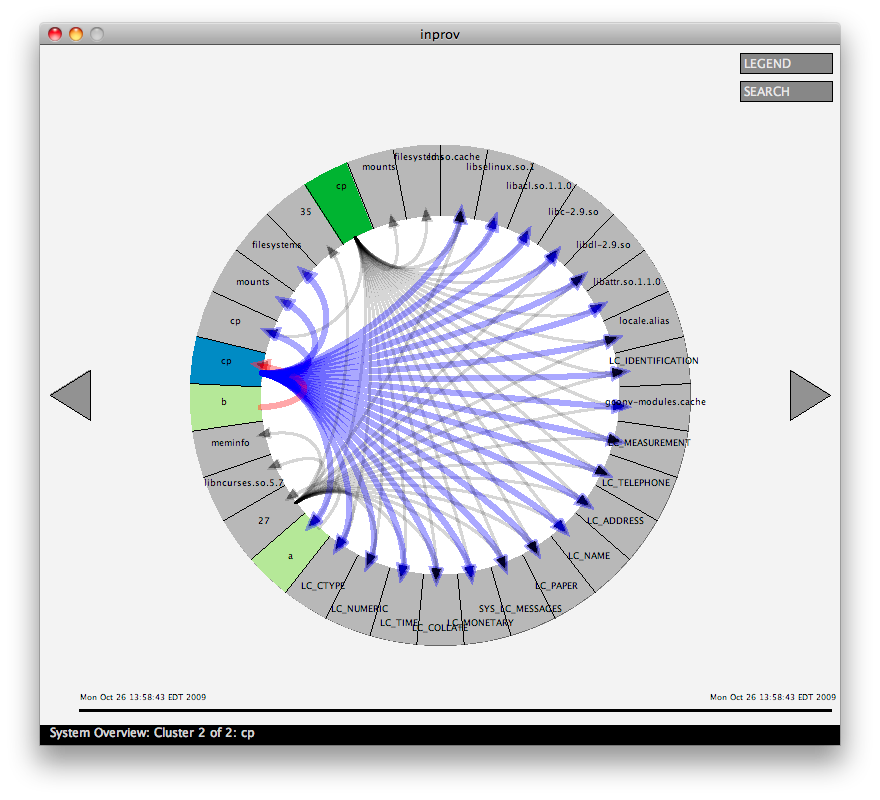 inprov
LEGEND
SEARCH
filesystems
ld.so.cache
mounts
libselinux.so.1
cp
libacl.so.1.1.0
35
libc-2.9.so
filesystems
libdl-2.9.so
mounts
libattr.so.1.1.0
cp
locale.alias
cp
LC_IDENTIFICATION
b
gconv-modules.cache
meminfo
LC_MEASUREMENT
libncurses.so.5.7
LC_TELEPHONE
27
LC_ADDRESS
a
LC_NAME
LC_CTYPE
LC_PAPER
LC_NUMERIC
SYS_LC_MESSAGES
LC_TIME
LC_COLLATE
LC_MONETARY
Mon Oct 26 13:58:43 EDT 2009
Mon Oct 26 13:58:43 EDT 2009
System Overview: Cluster 2 of 2: cp